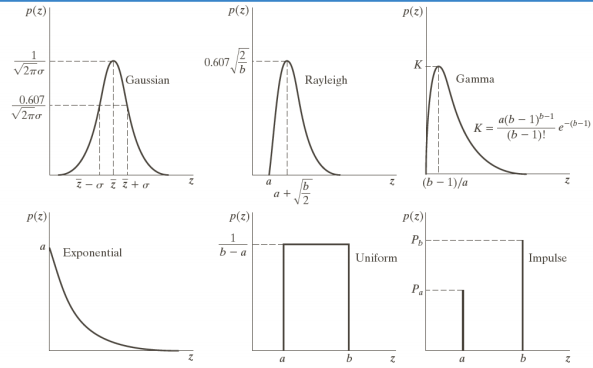 p(z)
1
√2πσ
0.607
√2πσ
Gaussian
z̄ − σ z̄ z̄ + σ
z
p(z)
0.607 √2/b
Rayleigh
a
a + √b/2
z
p(z)
K
Gamma
K = a(b − 1)^b−1 / (b − 1)! e^−(b−1)
(b − 1)/a
z
p(z)
a
Exponential
z
p(z)
1
b − a
Uniform
a b z
p(z)
P_b
Impulse
P_a
a b z